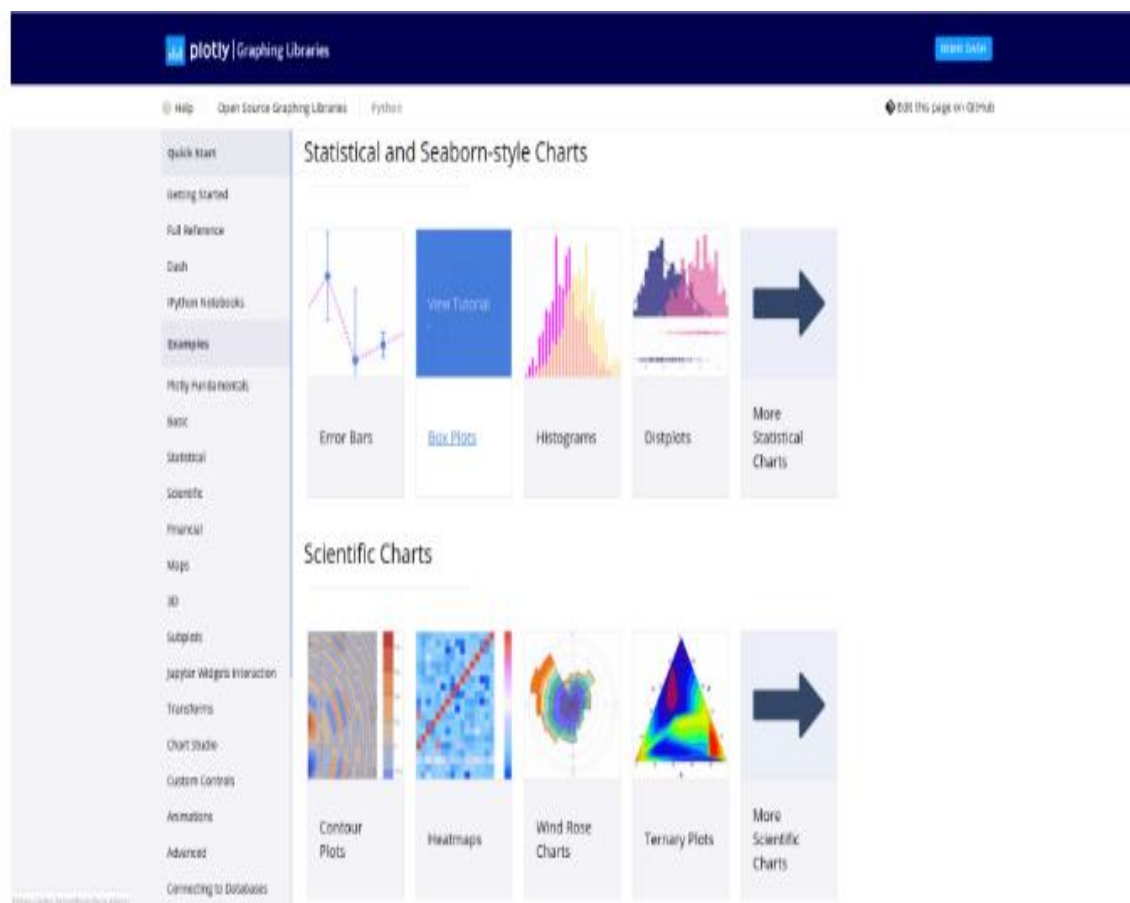 plotly | Graphing Libraries
DEMO DASH
Help Open Source Graphing Libraries Python
Edit this page on GitHub
Quick Start
Getting Started
Full Reference
Dash
IPython Notebooks
Examples
Plotly Fundamentals
Basic
Statistical
Scientific
Financial
Maps
3D
Subplots
Jupyter Widgets Interaction
Transforms
Chart Studio
Custom Controls
Animations
Advanced
Connecting to Databases
Statistical and Seaborn-style Charts
View Tutorial
Error Bars
Box Plots
Histograms
Distplots
More
Statistical
Charts
Scientific Charts
Contour
Plots
Heatmaps
Wind Rose
Charts
Ternary Plots
More
Scientific
Charts